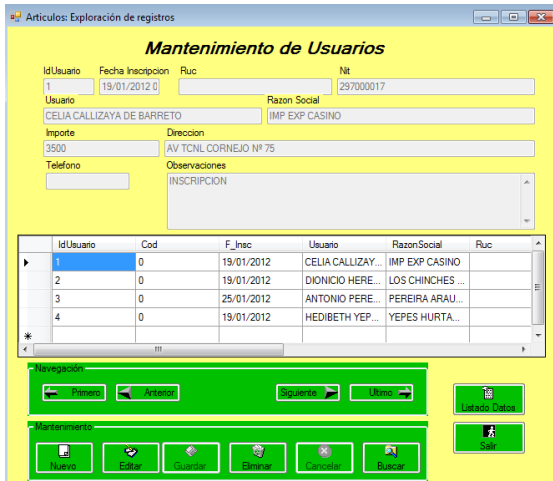 Articulos: Exploración de registros
Mantenimiento de Usuarios
IdUsuario Fecha Inscripcion Ruc Nit
1 19/01/2012 0 297000017
Usuario Razon Social
CELIA CALLIZAYA DE BARRETO IMP EXP CASINO
Importe Direccion
3500 AV TCNL CORNEJO Nº 75
Telefono Observaciones
INSCRIPCION
IdUsuario Cod F_Insc Usuario RazonSocial Ruc
1 0 19/01/2012 CELIA CALLIZAY... IMP EXP CASINO
2 0 19/01/2012 DIONICIO HERE... LOS CHINCHES ...
3 0 25/01/2012 ANTONIO PERE... PEREIRA ARAU...
4 0 19/01/2012 HEDIBETH YEP... YEPES HURTA...
Navegación
Primero Anterior Siguiente Ultimo
Listado Datos
Mantenimiento
Salir
Nuevo Editar Guardar Eliminar Cancelar Buscar